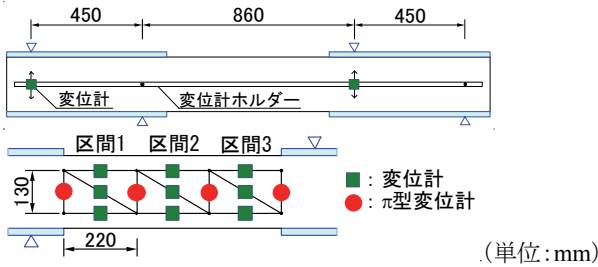 450 860 450
変位計 変位計ホルダー
区間1 区間2 区間3
130
220
: 変位計
: π型変位計
(単位:mm)